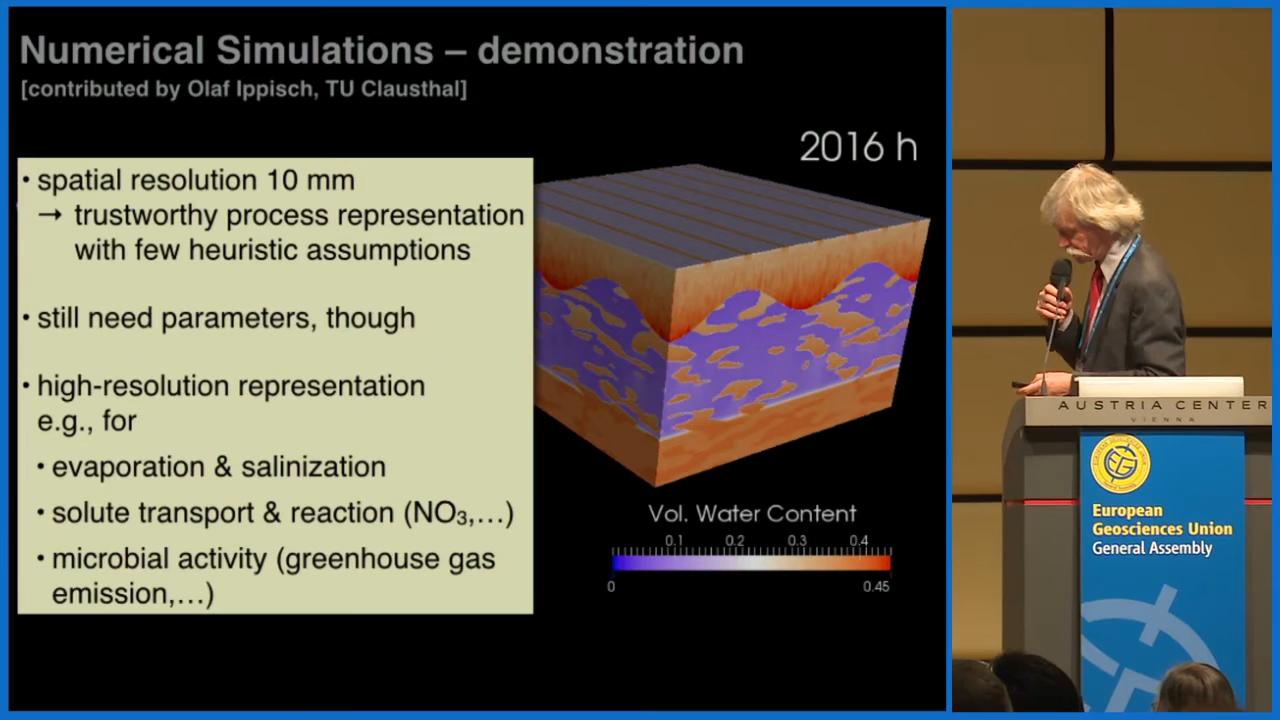 Numerical Simulations – demonstration
[contributed by Olaf Ippisch, TU Clausthal]
2016 h
• spatial resolution 10 mm
→ trustworthy process representation
with few heuristic assumptions
• still need parameters, though
• high-resolution representation
e.g., for
• evaporation & salinization
• solute transport & reaction (NO₃,…)
• microbial activity (greenhouse gas
emission,…)
Vol. Water Content
0.1 0.2 0.3 0.4
0 0.45
AUSTRIA CENTER
VIENNA
European
Geosciences Union
General Assembly